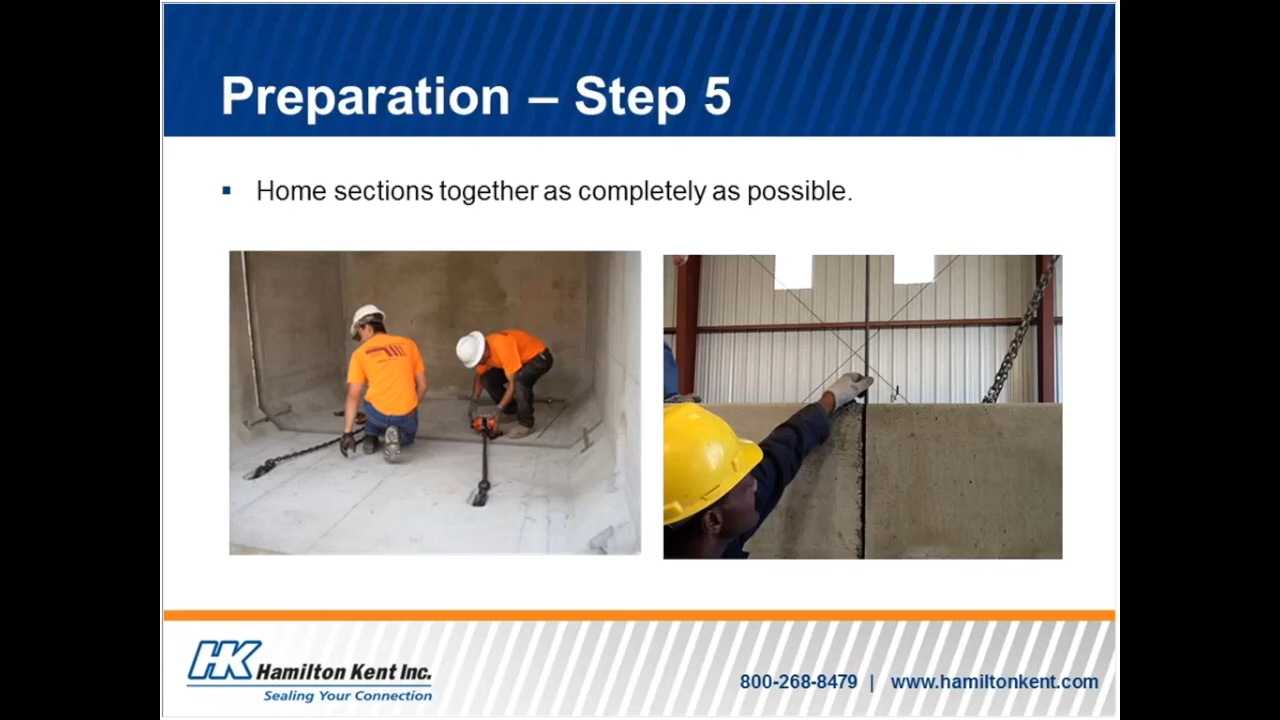 Preparation – Step 5
▪ Home sections together as completely as possible.
HK Hamilton Kent Inc.
Sealing Your Connection
800-268-8479 | www.hamiltonkent.com